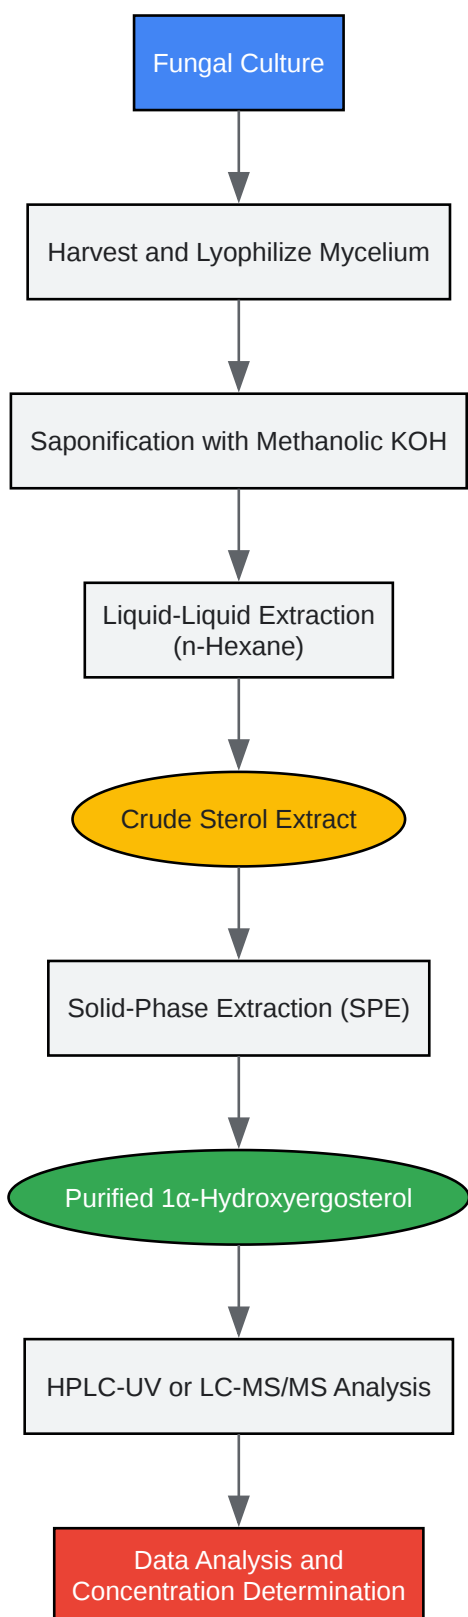 Fungal Culture
Harvest and Lyophilize Mycelium
Saponification with Methanolic KOH
Liquid-Liquid Extraction
(n-Hexane)
Crude Sterol Extract
Solid-Phase Extraction (SPE)
Purified 1α-Hydroxyergosterol
HPLC-UV or LC-MS/MS Analysis
Data Analysis and
Concentration Determination